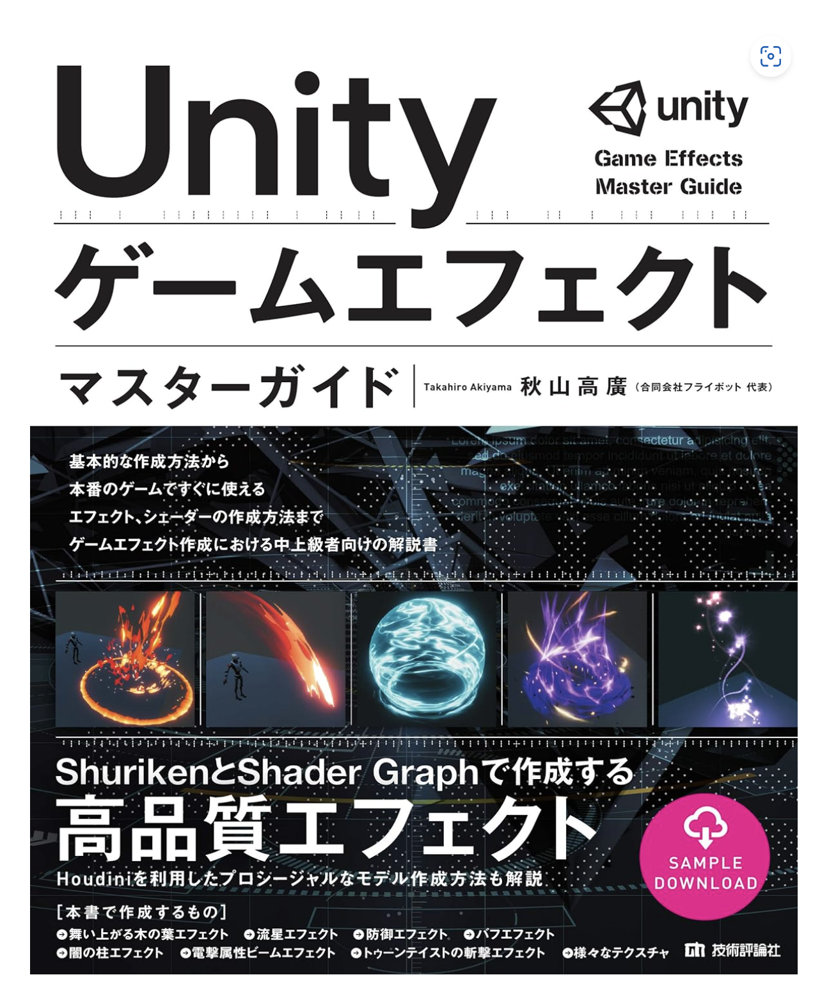 Unity
unity
Game Effects
Master Guide
ゲームエフェクト
マスターガイド
Takahiro Akiyama 秋山高廣（合同会社フライポット 代表）
Lorem ipsum dolor sit amet, consectetur adipisicing elit,
sed do eiusmod tempor incididunt ut labore et dolore
magna aliqua. Ut enim ad minim veniam, quis nostrud
exercitation ullamco laboris nisl ut aliquip ex ea
commodo consequat. Duis aute irure dolor in reprehen
derit in voluptate velit esse cillum dolore eu fugiat nulla
pariatur.
基本的な作成方法から
本番のゲームですぐに使える
エフェクト、シェーダーの作成方法まで
ゲームエフェクト作成における中上級者向けの解説書
ShurikenとShader Graphで作成する
高品質エフェクト
Houdiniを利用したプロシージャルなモデル作成方法も解説
SAMPLE
DOWNLOAD
[本書で作成するもの]
舞い上がる木の葉エフェクト 流星エフェクト 防御エフェクト バフエフェクト
闇の柱エフェクト 電撃属性ビームエフェクト トゥーンテイストの斬撃エフェクト 様々なテクスチャ
技術評論社